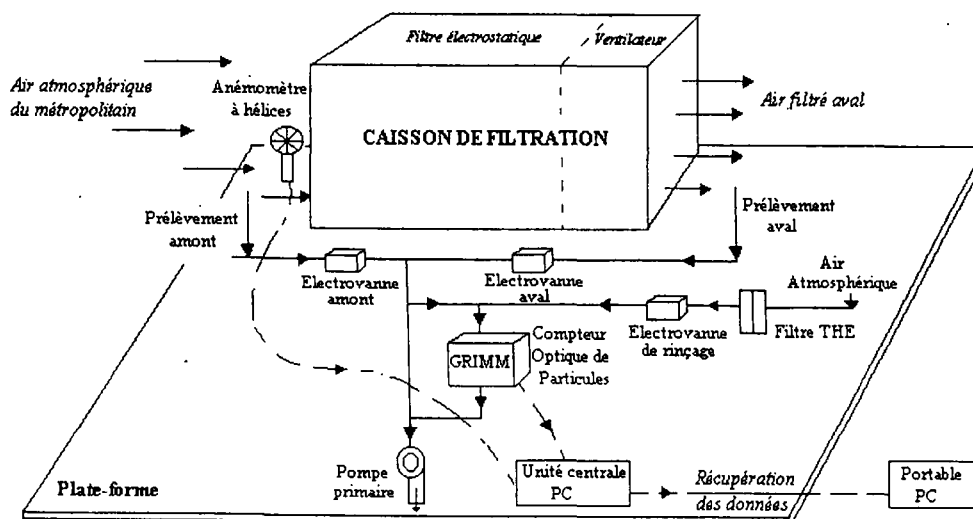 Filtre électrostatique
Ventilateur
Air atmosphérique
du métropolitain
Anémomètre
à hélices
Air filtré aval
CAISSON DE FILTRATION
Prélèvement
amont
Prélèvement
aval
Electrovanne
amont
Electrovanne
aval
Air
Atmosphérique
Electrovanne
de rinçage
Filtre THE
GRIMM
Compteur
Optique de
Particules
Pompe
primaire
Unité centrale
PC
Récupération
des données
Portable
PC
Plate-forme